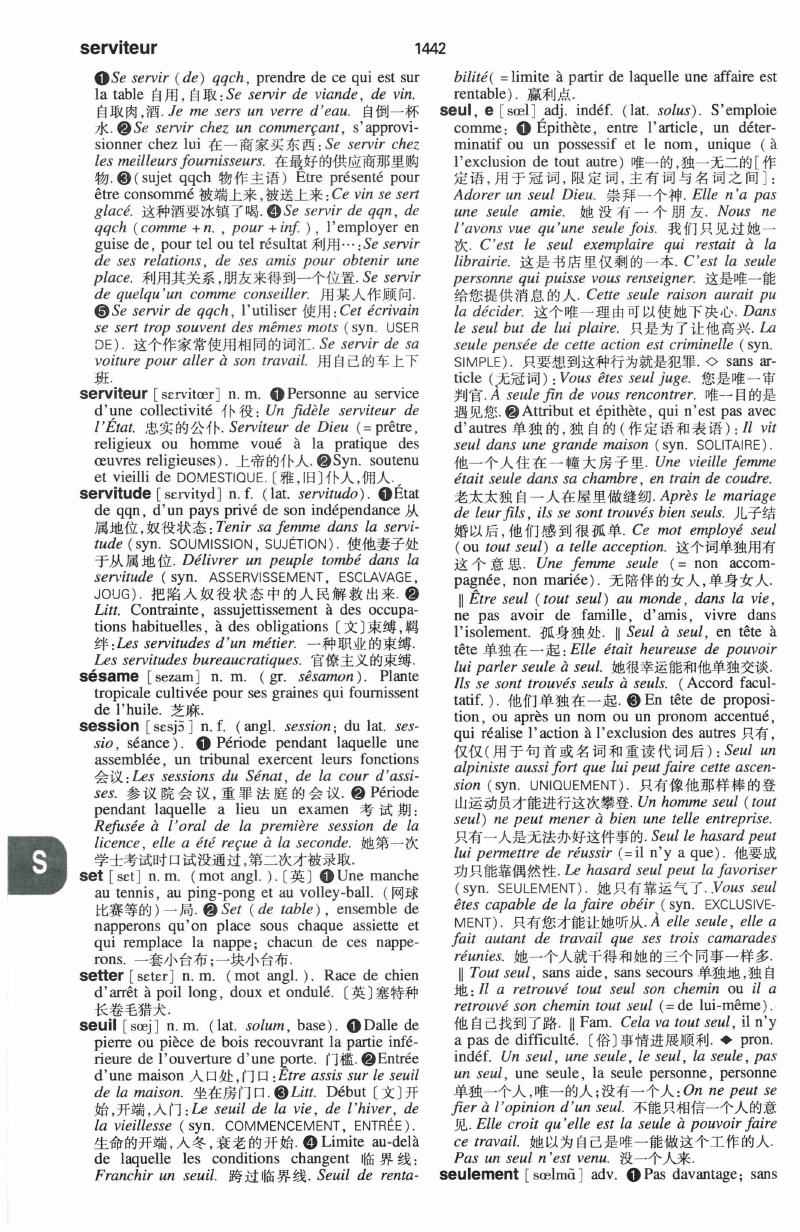 serviteur
1442
❶Se servir (de) qqch, prendre de ce qui est sur
la table 自用,自取:Se servir de viande, de vin.
自取肉,酒. Je me sers un verre d'eau. 自倒一杯
水. ❷Se servir chez un commerçant, s'approvi-
sionner chez lui 在一商家买东西:Se servir chez
les meilleurs fournisseurs. 在最好的供应商那里购
物. ❸(sujet qqch 物作主语) Être présenté pour
être consommé 被端上来,被送上来:Ce vin se sert
glacé. 这种酒要冰镇了喝. ❹Se servir de qqn, de
qqch (comme +n. , pour +inf. ), l'employer en
guise de, pour tel ou tel résultat 利用…:Se servir
de ses relations, de ses amis pour obtenir une
place. 利用其关系,朋友来得到一个位置. Se servir
de quelqu'un comme conseiller. 用某人作顾问.
❺Se servir de qqch, l'utiliser 使用:Cet écrivain
se sert trop souvent des mêmes mots (syn. USER
DE). 这个作家常使用相同的词汇. Se servir de sa
voiture pour aller à son travail. 用自己的车上下
班.
serviteur [sεrvitœr] n. m. ❶Personne au service
d'une collectivité 仆役: Un fidèle serviteur de
l'État. 忠实的公仆. Serviteur de Dieu (=prêtre,
religieux ou homme voué à la pratique des
œuvres religieuses). 上帝的仆人. ❷Syn. soutenu
et vieilli de DOMESTIQUE.〔雅,旧〕仆人,佣人.
servitude [sεrvityd] n. f. (lat. servitudo). ❶État
de qqn, d'un pays privé de son indépendance 从
属地位,奴役状态:Tenir sa femme dans la servi-
tude (syn. SOUMISSION, SUJÉTION). 使他妻子处
于从属地位. Délivrer un peuple tombé dans la
servitude (syn. ASSERVISSEMENT, ESCLAVAGE,
JOUG). 把陷入奴役状态中的人民解救出来. ❷
Litt. Contrainte, assujettissement à des occupa-
tions habituelles, à des obligations〔文〕束缚,羁
绊:Les servitudes d'un métier. 一种职业的束缚.
Les servitudes bureaucratiques. 官僚主义的束缚.
sésame [sezam] n. m. (gr. sêsamon). Plante
tropicale cultivée pour ses graines qui fournissent
de l'huile. 芝麻.
session [sεsjɔ̃] n. f. (angl. session; du lat. ses-
sio, séance). ❶ Période pendant laquelle une
assemblée, un tribunal exercent leurs fonctions
会议:Les sessions du Sénat, de la cour d'assi-
ses. 参议院会议,重罪法庭的会议. ❷ Période
pendant laquelle a lieu un examen 考试期:
Refusée à l'oral de la première session de la
licence, elle a été reçue à la seconde. 她第一次
学士考试时口试没通过,第二次才被录取.
set [sεt] n. m. (mot angl. ).〔英〕❶Une manche
au tennis, au ping-pong et au volley-ball. (网球
比赛等的)一局. ❷Set (de table), ensemble de
napperons qu'on place sous chaque assiette et
qui remplace la nappe; chacun de ces nappe-
rons. 一套小台布;一块小台布.
setter [sεtεr] n. m. (mot angl. ). Race de chien
d'arrêt à poil long, doux et ondulé.〔英〕塞特种
长卷毛猎犬.
seuil [sœj] n. m. (lat. solum, base). ❶Dalle de
pierre ou pièce de bois recouvrant la partie infé-
rieure de l'ouverture d'une porte. 门槛. ❷Entrée
d'une maison 入口处,门口:Être assis sur le seuil
de la maison. 坐在房门口. ❸Litt. Début〔文〕开
始,开端,入门:Le seuil de la vie, de l'hiver, de
la vieillesse (syn. COMMENCEMENT, ENTRÉE).
生命的开端,入冬,衰老的开始. ❹ Limite au-delà
de laquelle les conditions changent 临界线:
Franchir un seuil. 跨过临界线. Seuil de renta-
S
bilité( =limite à partir de laquelle une affaire est
rentable). 赢利点.
seul, e [sœl] adj. indéf. (lat. solus). S'emploie
comme: ❶ Épithète, entre l'article, un déter-
minatif ou un possessif et le nom, unique (à
l'exclusion de tout autre) 唯一的,独一无二的[作
定语,用于冠词,限定词,主有词与名词之间]:
Adorer un seul Dieu. 崇拜一个神. Elle n'a pas
une seule amie. 她没有一个朋友. Nous ne
l'avons vue qu'une seule fois. 我们只见过她一
次. C'est le seul exemplaire qui restait à la
librairie. 这是书店里仅剩的一本. C'est la seule
personne qui puisse vous renseigner. 这是唯一能
给您提供消息的人. Cette seule raison aurait pu
la décider. 这个唯一理由可以使她下决心. Dans
le seul but de lui plaire. 只是为了让他高兴. La
seule pensée de cette action est criminelle (syn.
SIMPLE). 只要想到这种行为就是犯罪. ◇ sans ar-
ticle (无冠词):Vous êtes seul juge. 您是唯一审
判官. À seule fin de vous rencontrer. 唯一目的是
遇见您. ❷Attribut et épithète, qui n'est pas avec
d'autres 单独的,独自的(作定语和表语):Il vit
seul dans une grande maison (syn. SOLITAIRE).
他一个人住在一幢大房子里. Une vieille femme
était seule dans sa chambre, en train de coudre.
老太太独自一人在屋里做缝纫. Après le mariage
de leur fils, ils se sont trouvés bien seuls. 儿子结
婚以后,他们感到很孤单. Ce mot employé seul
(ou tout seul) a telle acception. 这个词单独用有
这个意思. Une femme seule (= non accom-
pagnée, non mariée). 无陪伴的女人,单身女人.
‖ Être seul (tout seul) au monde, dans la vie,
ne pas avoir de famille, d'amis, vivre dans
l'isolement. 孤身独处. ‖ Seul à seul, en tête à
tête 单独在一起:Elle était heureuse de pouvoir
lui parler seule à seul. 她很幸运能和他单独交谈.
Ils se sont trouvés seuls à seuls. (Accord facul-
tatif. ). 他们单独在一起. ❸ En tête de proposi-
tion, ou après un nom ou un pronom accentué,
qui réalise l'action à l'exclusion des autres 只有,
仅仅(用于句首或名词和重读代词后):Seul un
alpiniste aussi fort que lui peut faire cette ascen-
sion (syn. UNIQUEMENT). 只有像他那样棒的登
山运动员才能进行这次攀登. Un homme seul (tout
seul) ne peut mener à bien une telle entreprise.
只有一人是无法办好这件事的. Seul le hasard peut
lui permettre de réussir (=il n'y a que). 他要成
功只能靠偶然性. Le hasard seul peut la favoriser
(syn. SEULEMENT). 她只有靠运气了. Vous seul
êtes capable de la faire obéir (syn. EXCLUSIVE-
MENT). 只有您才能让她听从. À elle seule, elle a
fait autant de travail que ses trois camarades
réunies. 她一个人就干得和她的三个同事一样多.
‖ Tout seul, sans aide, sans secours 单独地,独自
地: Il a retrouvé tout seul son chemin ou il a
retrouvé son chemin tout seul (=de lui-même).
他自己找到了路. ‖ Fam. Cela va tout seul, il n'y
a pas de difficulté.〔俗〕事情进展顺利. ◆ pron.
indéf. Un seul, une seule, le seul, la seule, pas
un seul, une seule, la seule personne, personne
单独一个人,唯一的人;没有一个人:On ne peut se
fier à l'opinion d'un seul. 不能只相信一个人的意
见. Elle croit qu'elle est la seule à pouvoir faire
ce travail. 她以为自己是唯一能做这个工作的人.
Pas un seul n'est venu. 没一个人来.
seulement [sœlmɑ̃] adv. ❶Pas davantage; sans